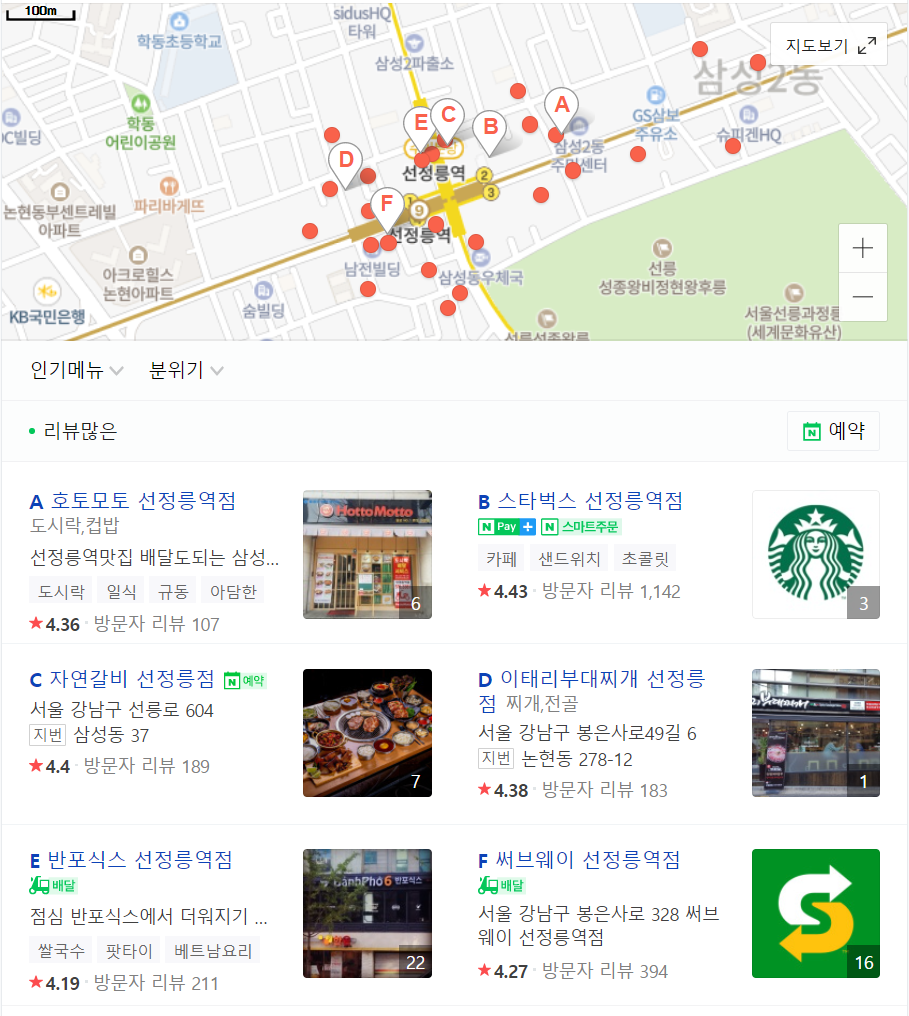 100m
sidusHQ
타워
학동초등학교
삼성2파출소
지도보기
삼성2동
학동
어린이공원
GS삼보
주유소
슈피겐HQ
C빌딩
A
B
C
D
E
F
삼성2동
주민센터
선정릉역
2
3
1
9
선정릉역
논현동부센트레빌
아파트
파리바게뜨
아크로힐스
논현아파트
남전빌딩
삼성동우체국
선릉
성종왕비정현왕후릉
KB국민은행
숨빌딩
서울선릉과정릉
(세계문화유산)
선릉성종왕릉
인기메뉴
분위기
리뷰많은
예약
A 호토모토 선정릉역점
도시락,컵밥
선정릉역맛집 배달도되는 삼성...
도시락 일식 규동 아담한
4.36 · 방문자 리뷰 107
HottoMotto
6
B 스타벅스 선정릉역점
N Pay + N 스마트주문
카페 샌드위치 초콜릿
4.43 · 방문자 리뷰 1,142
3
C 자연갈비 선정릉점 N 예약
서울 강남구 선릉로 604
지번 삼성동 37
4.4 · 방문자 리뷰 189
7
D 이태리부대찌개 선정릉
점 찌개,전골
서울 강남구 봉은사로49길 6
지번 논현동 278-12
4.38 · 방문자 리뷰 183
1
E 반포식스 선정릉역점
배달
점심 반포식스에서 더워지기 ...
쌀국수 팟타이 베트남요리
4.19 · 방문자 리뷰 211
CánhPhở6 반포식스
22
F 써브웨이 선정릉역점
배달
서울 강남구 봉은사로 328 써브
웨이 선정릉역점
4.27 · 방문자 리뷰 394
16